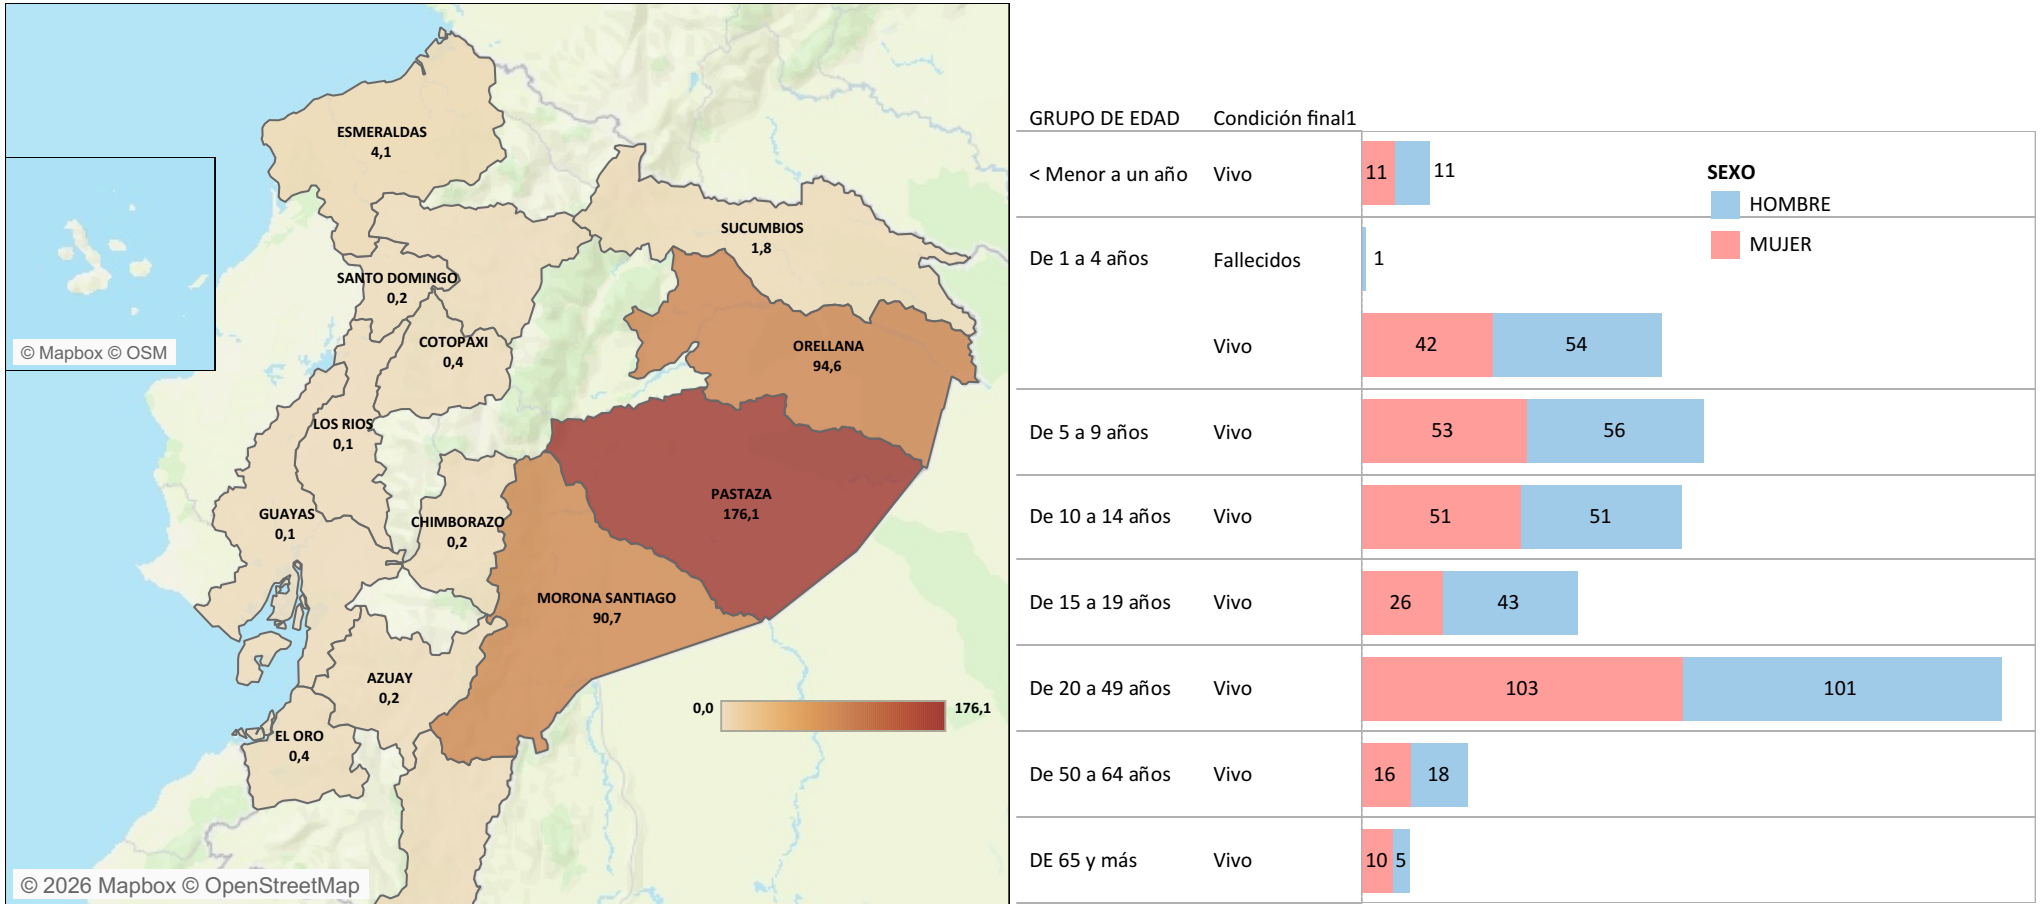 ESMERALDAS
4,1
SUCUMBIOS
1,8
SANTO DOMINGO
0,2
© Mapbox © OSM
COTOPAXI
0,4
ORELLANA
94,6
LOS RIOS
0,1
PASTAZA
176,1
GUAYAS
0,1
CHIMBORAZO
0,2
MORONA SANTIAGO
90,7
AZUAY
0,2
0,0
176,1
EL ORO
0,4
© 2026 Mapbox © OpenStreetMap
GRUPO DE EDAD Condición final1
< Menor a un año Vivo 11 11
SEXO
HOMBRE
MUJER
De 1 a 4 años Fallecidos 1
Vivo 42 54
De 5 a 9 años Vivo 53 56
De 10 a 14 años Vivo 51 51
De 15 a 19 años Vivo 26 43
De 20 a 49 años Vivo 103 101
De 50 a 64 años Vivo 16 18
DE 65 y más Vivo 10 5